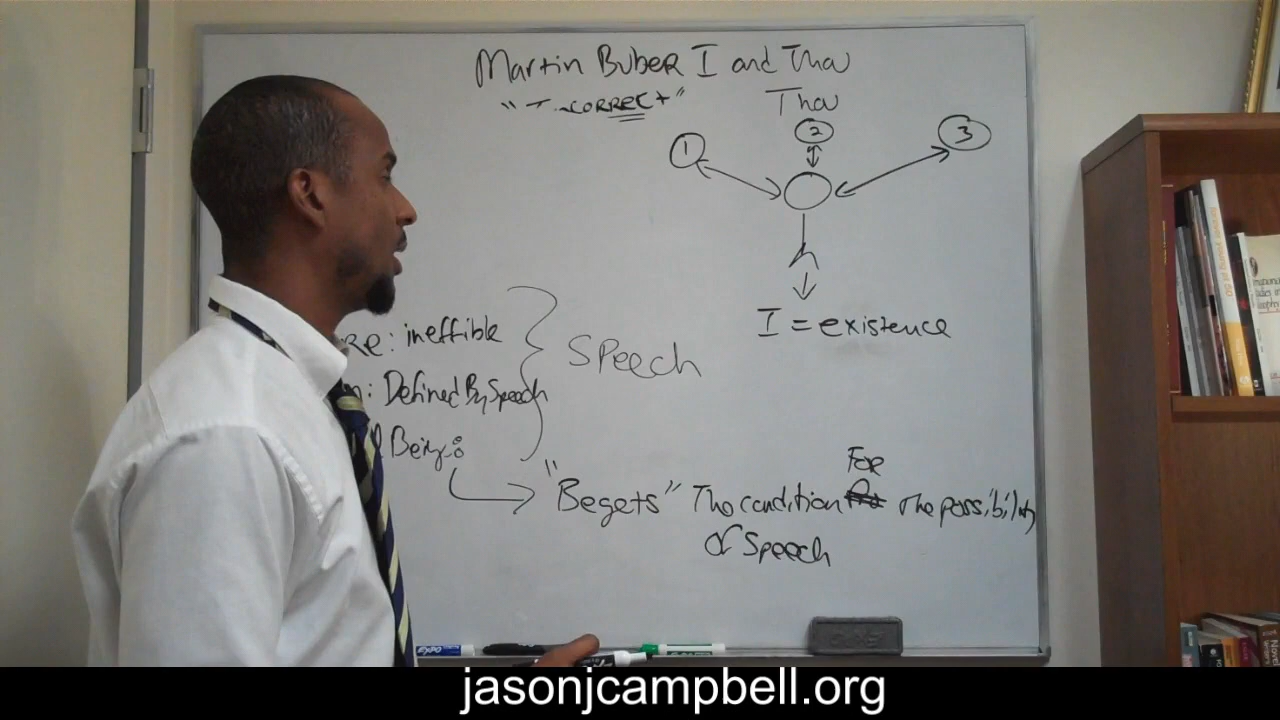 Martin Buber I and Thou
"Incorrect"
Thou
1
2
3
I = existence
RE: ineffible
n: Defined By Speech
Speech
l Being:
"Begets" The condition For The possibility
of Speech
EXPO
jasonjcampbell.org